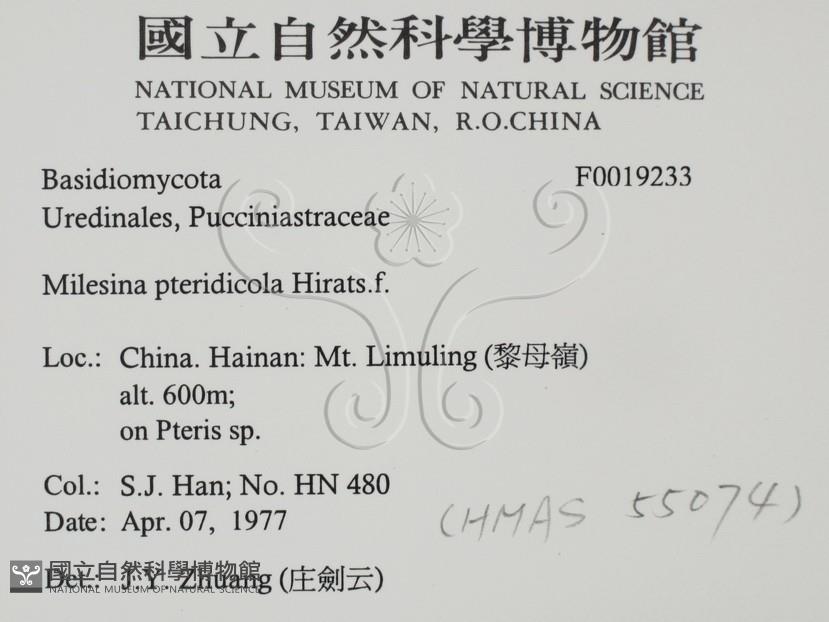 國立自然科學博物館
NATIONAL MUSEUM OF NATURAL SCIENCE
TAICHUNG, TAIWAN, R.O.CHINA
Basidiomycota F0019233
Uredinales, Pucciniastraceae
Milesina pteridicola Hirats.f.
Loc.: China. Hainan: Mt. Limuling (黎母嶺)
alt. 600m;
on Pteris sp.
Col.: S.J. Han; No. HN 480
Date: Apr. 07, 1977
(HMAS 55074)
Det.: J.Y. Zhuang (庄劍云)
國立自然科學博物館
NATIONAL MUSEUM OF NATURAL SCIENCE